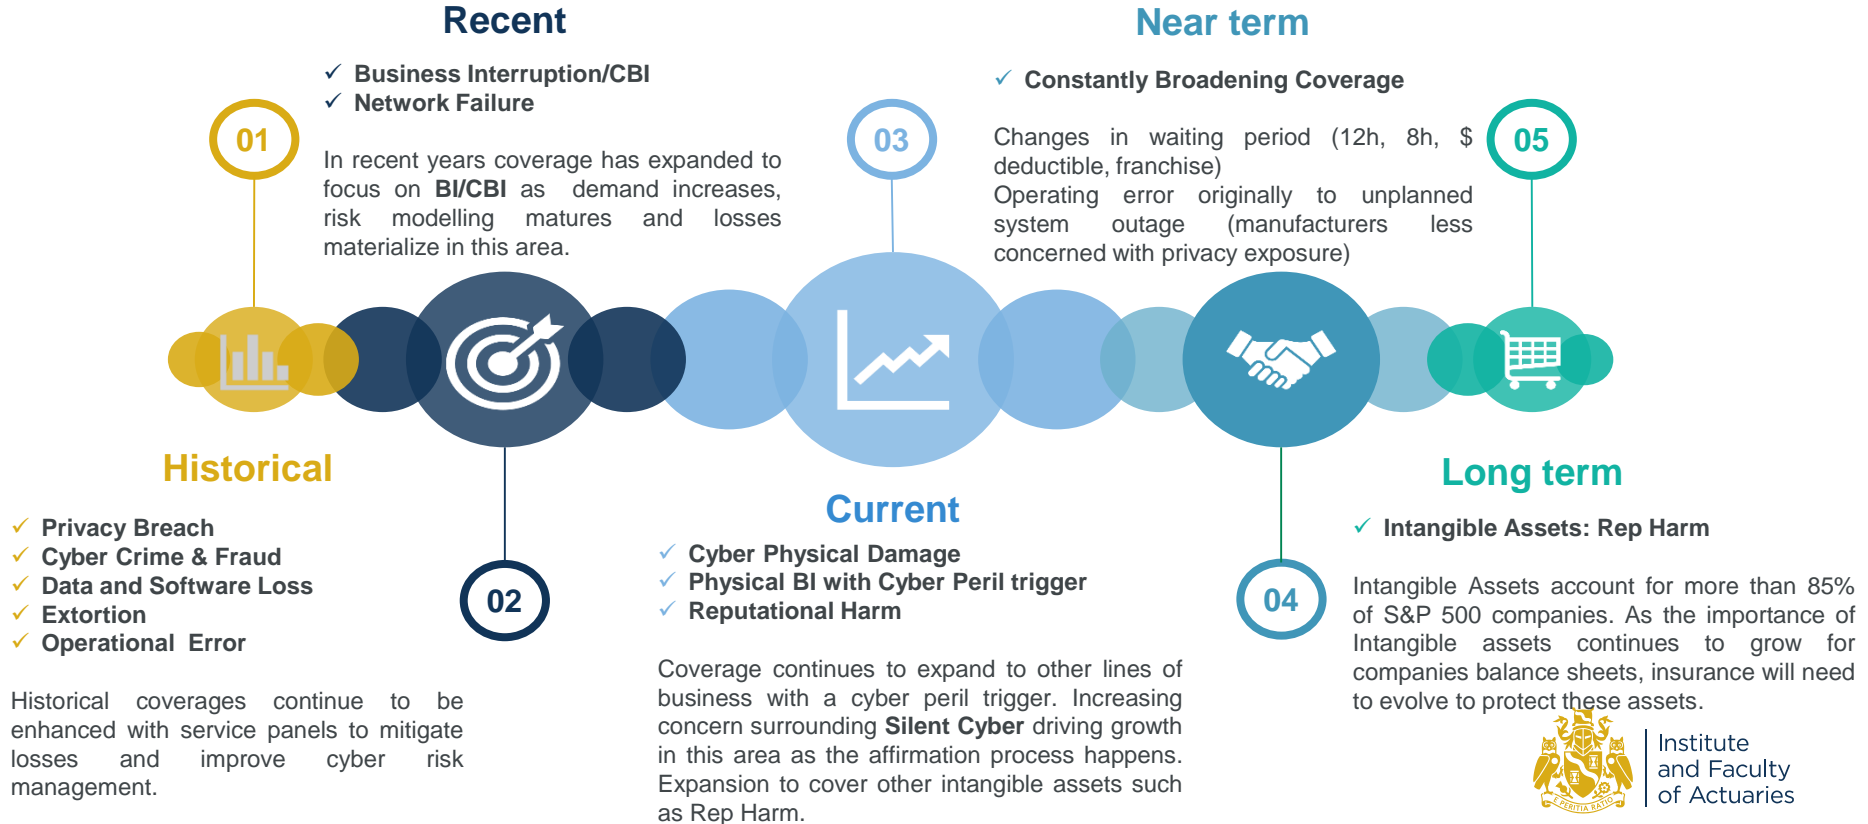 Recent
✓ Business Interruption/CBI
✓ Network Failure
In recent years coverage has expanded to
focus on BI/CBI as demand increases,
risk modelling matures and losses
materialize in this area.
Near term
✓ Constantly Broadening Coverage
Changes in waiting period (12h, 8h, $
deductible, franchise)
Operating error originally to unplanned
system outage (manufacturers less
concerned with privacy exposure)
01
03
05
Historical
✓ Privacy Breach
✓ Cyber Crime & Fraud
✓ Data and Software Loss
✓ Extortion
✓ Operational Error
Historical coverages continue to be
enhanced with service panels to mitigate
losses and improve cyber risk
management.
02
Current
✓ Cyber Physical Damage
✓ Physical BI with Cyber Peril trigger
✓ Reputational Harm
Coverage continues to expand to other lines of
business with a cyber peril trigger. Increasing
concern surrounding Silent Cyber driving growth
in this area as the affirmation process happens.
Expansion to cover other intangible assets such
as Rep Harm.
04
Long term
✓ Intangible Assets: Rep Harm
Intangible Assets account for more than 85%
of S&P 500 companies. As the importance of
Intangible assets continues to grow for
companies balance sheets, insurance will need
to evolve to protect these assets.
E PERITIA RATIO
Institute
and Faculty
of Actuaries